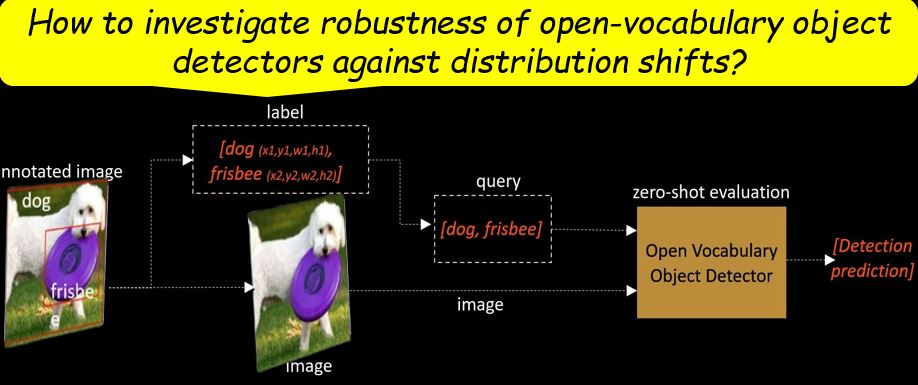 How to investigate robustness of open-vocabulary object
detectors against distribution shifts?
label
[dog (x1,y1,w1,h1),
frisbee (x2,y2,w2,h2)]
nnotated image
dog
frisbe
e
query
[dog, frisbee]
zero-shot evaluation
Open Vocabulary
Object Detector
[Detection
prediction]
image
image